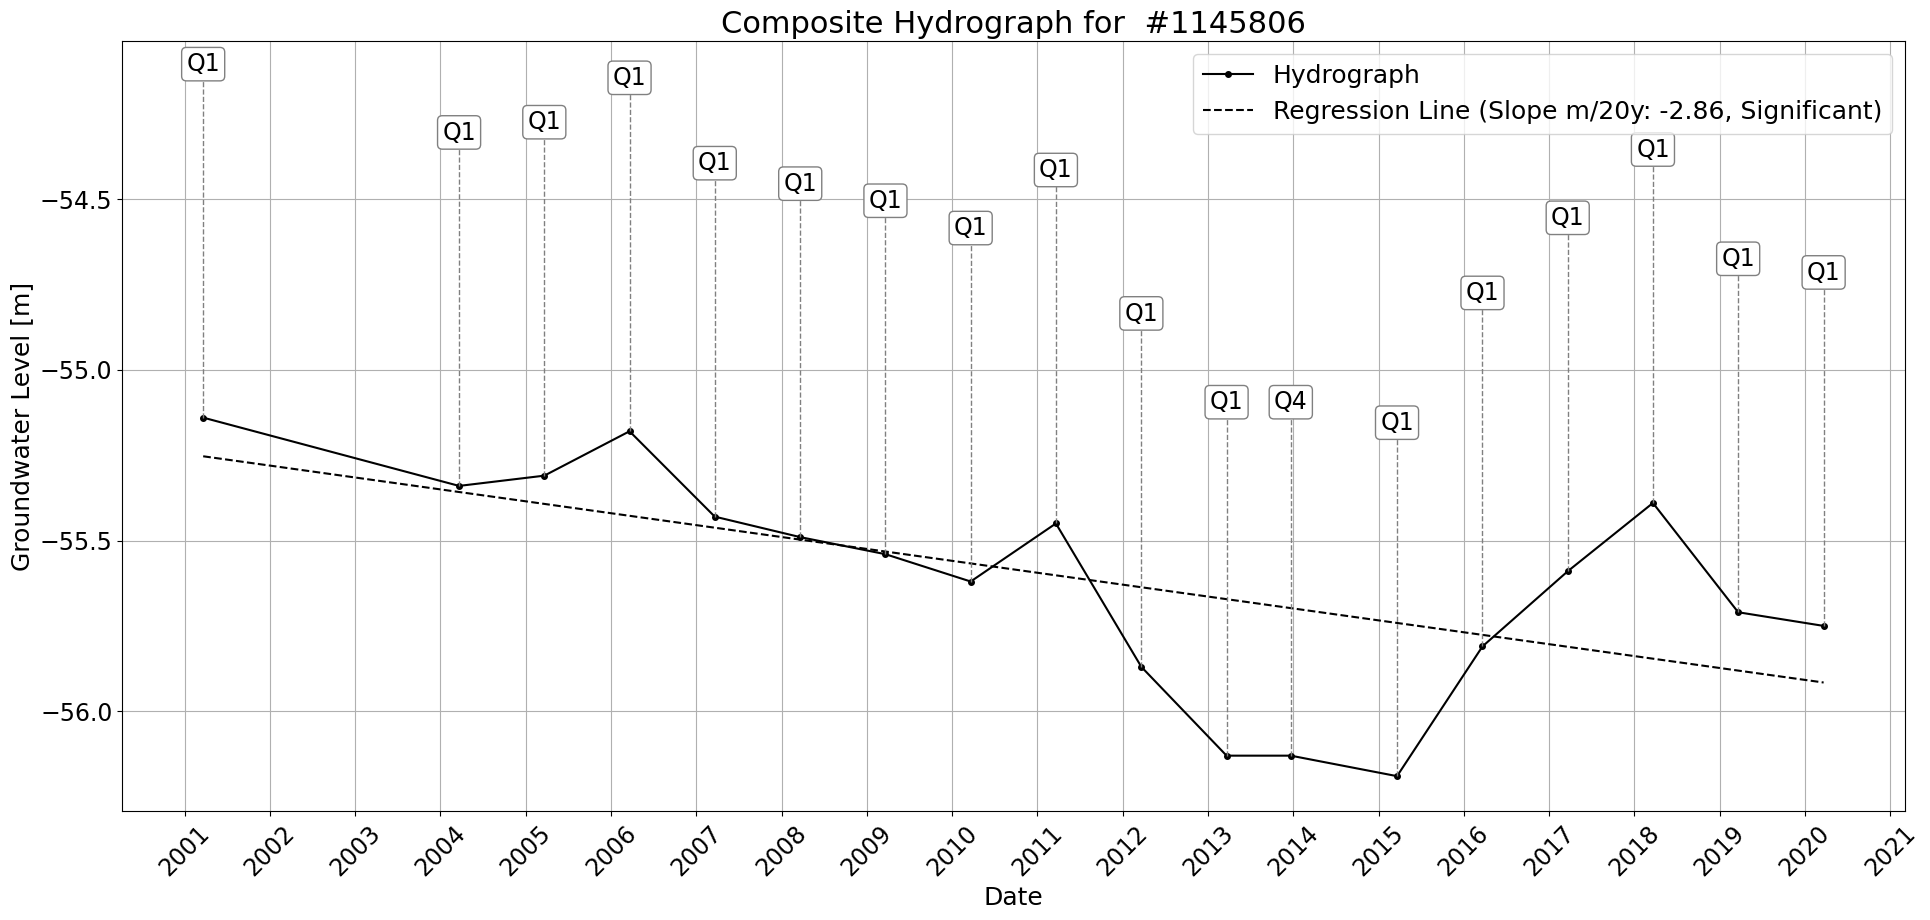 Composite Hydrograph for  #1145806
Hydrograph
Regression Line (Slope m/20y: -2.86, Significant)
Q1
Q1
Q1
Q1
Q1
Q1
Q1
Q1
Q1
Q1
Q1
Q4
Q1
Q1
Q1
Q1
Q1
Q1
Groundwater Level [m]
−54.5
−55.0
−55.5
−56.0
2001
2002
2003
2004
2005
2006
2007
2008
2009
2010
2011
2012
2013
2014
2015
2016
2017
2018
2019
2020
2021
Date